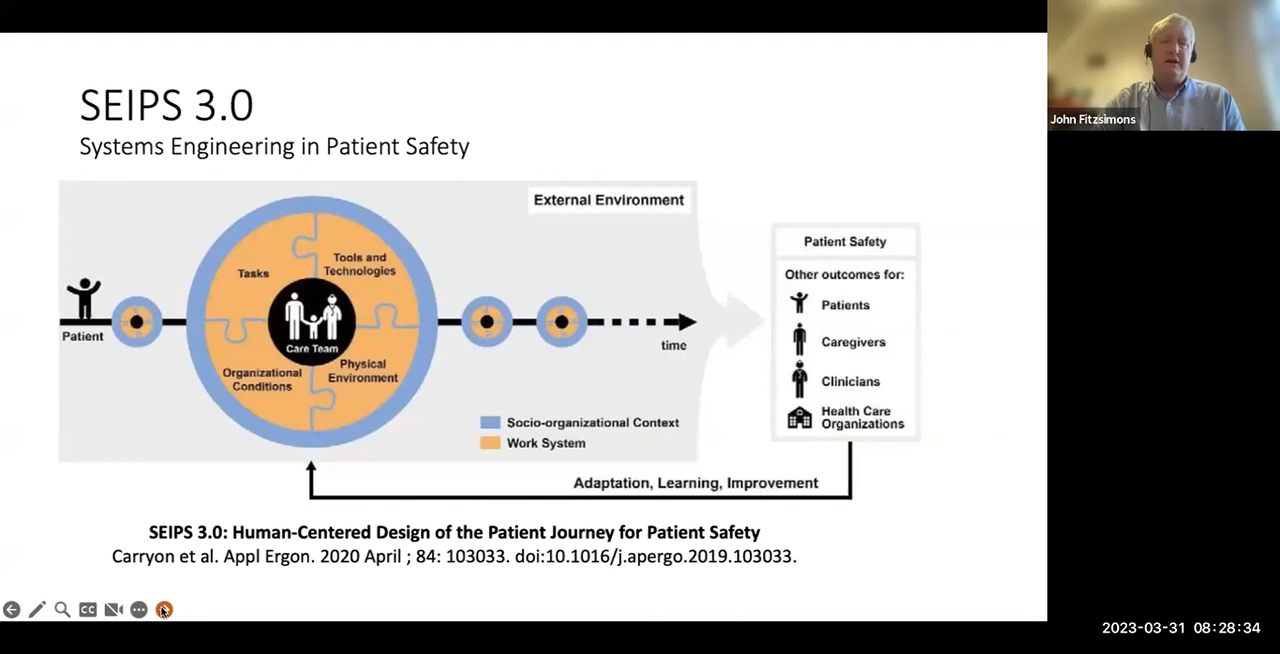 SEIPS 3.0
Systems Engineering in Patient Safety
External Environment
Patient
Tasks
Tools and
Technologies
Care Team
Organizational
Conditions
Physical
Environment
time
Socio-organizational Context
Work System
Patient Safety
Other outcomes for:
Patients
Caregivers
Clinicians
Health Care
Organizations
Adaptation, Learning, Improvement
SEIPS 3.0: Human-Centered Design of the Patient Journey for Patient Safety
Carryon et al. Appl Ergon. 2020 April ; 84: 103033. doi:10.1016/j.apergo.2019.103033.
CC
John Fitzsimons
2023-03-31 08:28:34